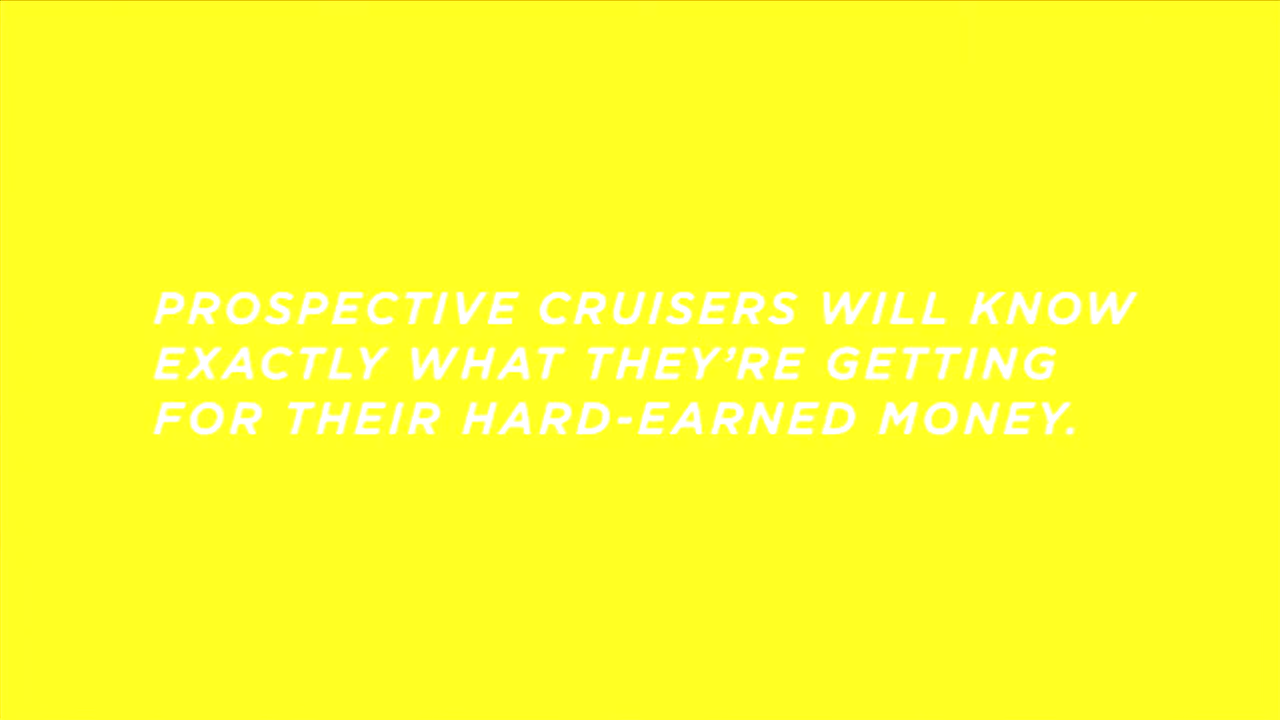 PROSPECTIVE CRUISERS WILL KNOW
EXACTLY WHAT THEY’RE GETTING
FOR THEIR HARD-EARNED MONEY.